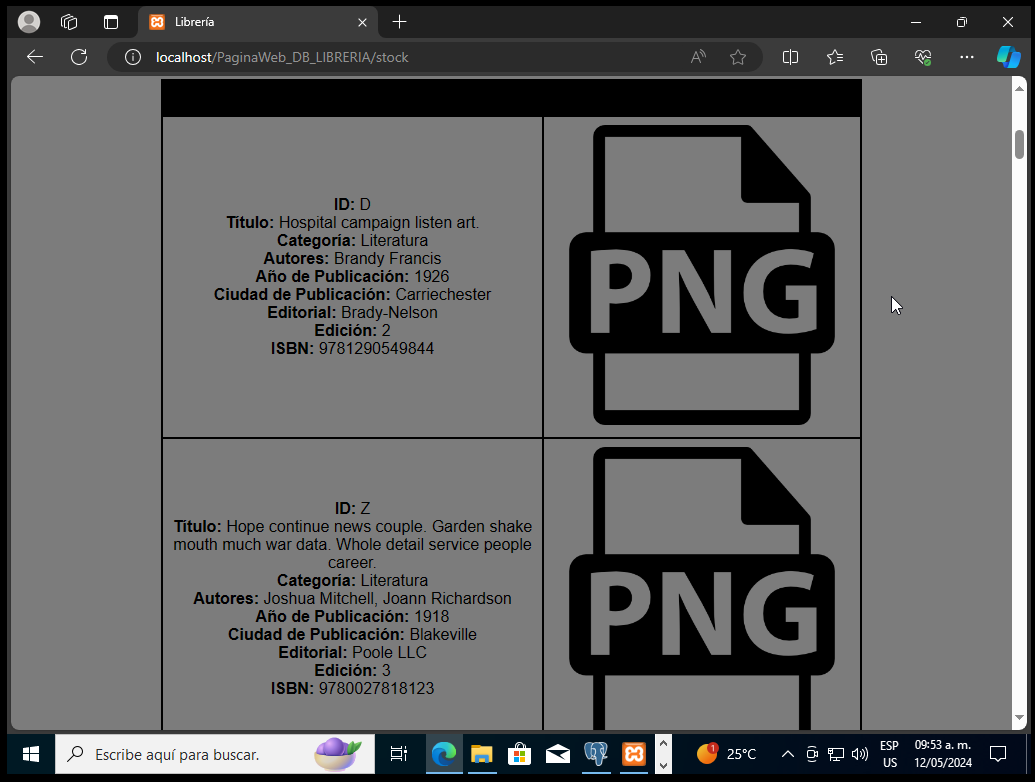 Librería
localhost/PaginaWeb_DB_LIBRERIA/stock
ID: D
Titulo: Hospital campaign listen art.
Categoría: Literatura
Autores: Brandy Francis
Año de Publicación: 1926
Ciudad de Publicación: Carriechester
Editorial: Brady-Nelson
Edición: 2
ISBN: 9781290549844
PNG
ID: Z
Titulo: Hope continue news couple. Garden shake
mouth much war data. Whole detail service people
career.
Categoría: Literatura
Autores: Joshua Mitchell, Joann Richardson
Año de Publicación: 1918
Ciudad de Publicación: Blakeville
Editorial: Poole LLC
Edición: 3
ISBN: 9780027818123
PNG
Escribe aquí para buscar.
1
25°C
ESP
US
09:53 a. m.
12/05/2024